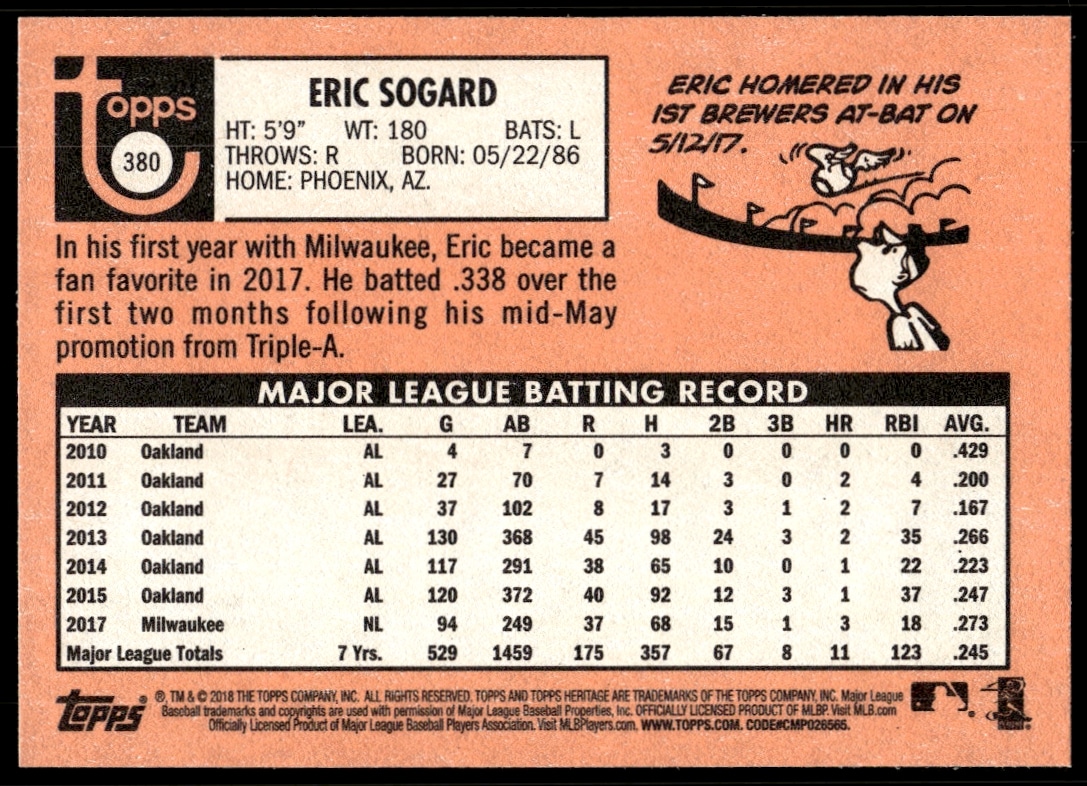 Topps
380
ERIC SOGARD
HT: 5'9" WT: 180 BATS: L
THROWS: R BORN: 05/22/86
HOME: PHOENIX, AZ.
ERIC HOMERED IN HIS
1ST BREWERS AT-BAT ON
5/12/17.
In his first year with Milwaukee, Eric became a
fan favorite in 2017. He batted .338 over the
first two months following his mid-May
promotion from Triple-A.
MAJOR LEAGUE BATTING RECORD
YEAR TEAM LEA. G AB R H 2B 3B HR RBI AVG.
2010 Oakland AL 4 7 0 3 0 0 0 0 .429
2011 Oakland AL 27 70 7 14 3 0 2 4 .200
2012 Oakland AL 37 102 8 17 3 1 2 7 .167
2013 Oakland AL 130 368 45 98 24 3 2 35 .266
2014 Oakland AL 117 291 38 65 10 0 1 22 .223
2015 Oakland AL 120 372 40 92 12 3 1 37 .247
2017 Milwaukee NL 94 249 37 68 15 1 3 18 .273
Major League Totals 7 Yrs. 529 1459 175 357 67 8 11 123 .245
TOPPS® ®, TM & © 2018 THE TOPPS COMPANY, INC. ALL RIGHTS RESERVED. TOPPS AND TOPPS HERITAGE ARE TRADEMARKS OF THE TOPPS COMPANY, INC. Major League
Baseball trademarks and copyrights are used with permission of Major League Baseball Properties, Inc. OFFICIALLY LICENSED PRODUCT OF MLBP. Visit MLB.com
Officially Licensed Product of Major League Baseball Players Association. Visit MLBPlayers.com. WWW.TOPPS.COM. CODE#CMP026565.